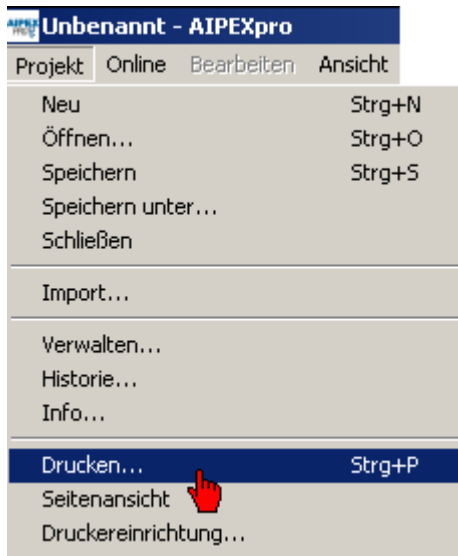 Unbenannt - AIPEXpro
Projekt Online Bearbeiten Ansicht
Neu Strg+N
Öffnen... Strg+O
Speichern Strg+S
Speichern unter...
Schließen
Import...
Verwalten...
Historie...
Info...
Drucken... Strg+P
Seitenansicht
Druckereinrichtung...